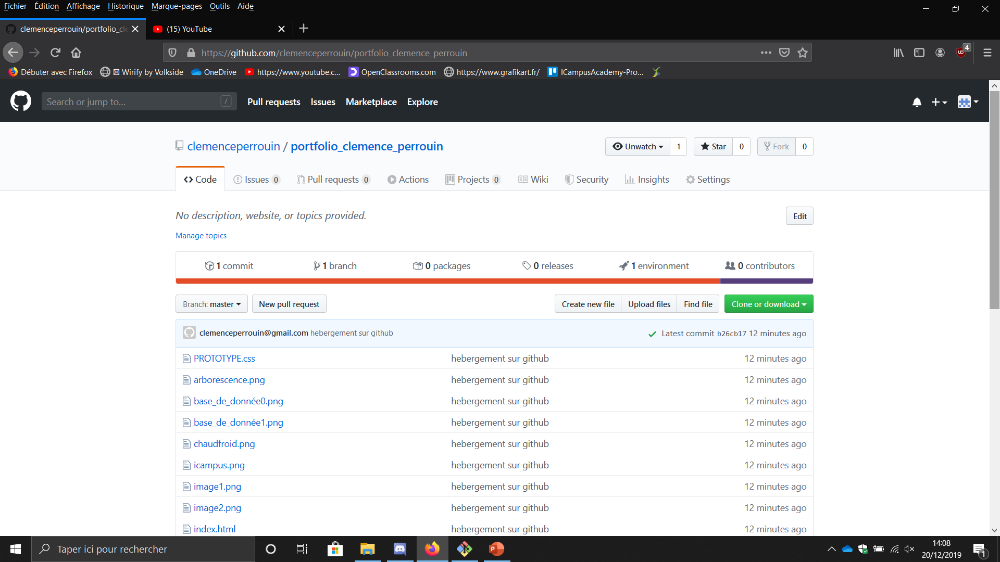 Fichier Édition Affichage Historique Marque-pages Outils Aide
clemenceperrouin/portfolio_cle
(15) YouTube
https://github.com/clemenceperrouin/portfolio_clemence_perrouin
4
Débuter avec Firefox Wirify by Volkside OneDrive https://www.youtube.c... OpenClassrooms.com https://www.grafikart.fr/ ICampusAcademy-Pro...
Search or jump to... / Pull requests Issues Marketplace Explore
clemenceperrouin / portfolio_clemence_perrouin
Unwatch 1 Star 0 Fork 0
Code Issues 0 Pull requests 0 Actions Projects 0 Wiki Security Insights Settings
No description, website, or topics provided.
Edit
Manage topics
1 commit 1 branch 0 packages 0 releases 1 environment 0 contributors
Branch: master New pull request Create new file Upload files Find file Clone or download
clemenceperrouin@gmail.com hebergement sur github Latest commit b26cb17 12 minutes ago
PROTOTYPE.css hebergement sur github 12 minutes ago
arborescence.png hebergement sur github 12 minutes ago
base_de_donnée0.png hebergement sur github 12 minutes ago
base_de_donnée1.png hebergement sur github 12 minutes ago
chaudfroid.png hebergement sur github 12 minutes ago
icampus.png hebergement sur github 12 minutes ago
image1.png hebergement sur github 12 minutes ago
image2.png hebergement sur github 12 minutes ago
index.html hebergement sur github 12 minutes ago
Taper ici pour rechercher
14:08
20/12/2019
1